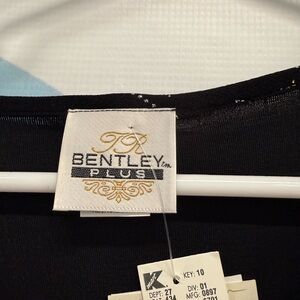 TR
BENTLEY
PLUS
K
KEY: 10
DEPT: 27
DIV: 01
MFG: 0897